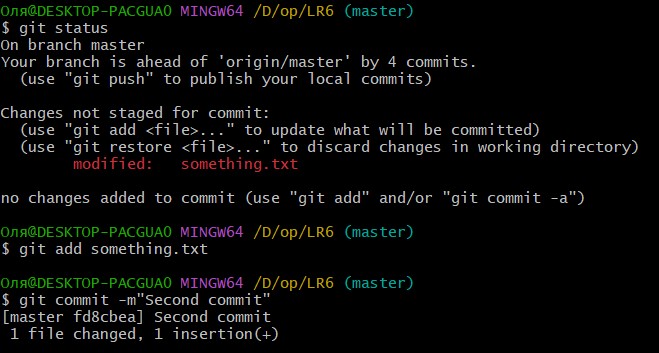 Оля@DESKTOP-PACGUAO MINGW64 /D/op/LR6 (master)
$ git status
On branch master
Your branch is ahead of 'origin/master' by 4 commits.
  (use "git push" to publish your local commits)

Changes not staged for commit:
  (use "git add <file>..." to update what will be committed)
  (use "git restore <file>..." to discard changes in working directory)
        modified:   something.txt

no changes added to commit (use "git add" and/or "git commit -a")

Оля@DESKTOP-PACGUAO MINGW64 /D/op/LR6 (master)
$ git add something.txt

Оля@DESKTOP-PACGUAO MINGW64 /D/op/LR6 (master)
$ git commit -m"Second commit"
[master fd8cbea] Second commit
 1 file changed, 1 insertion(+)